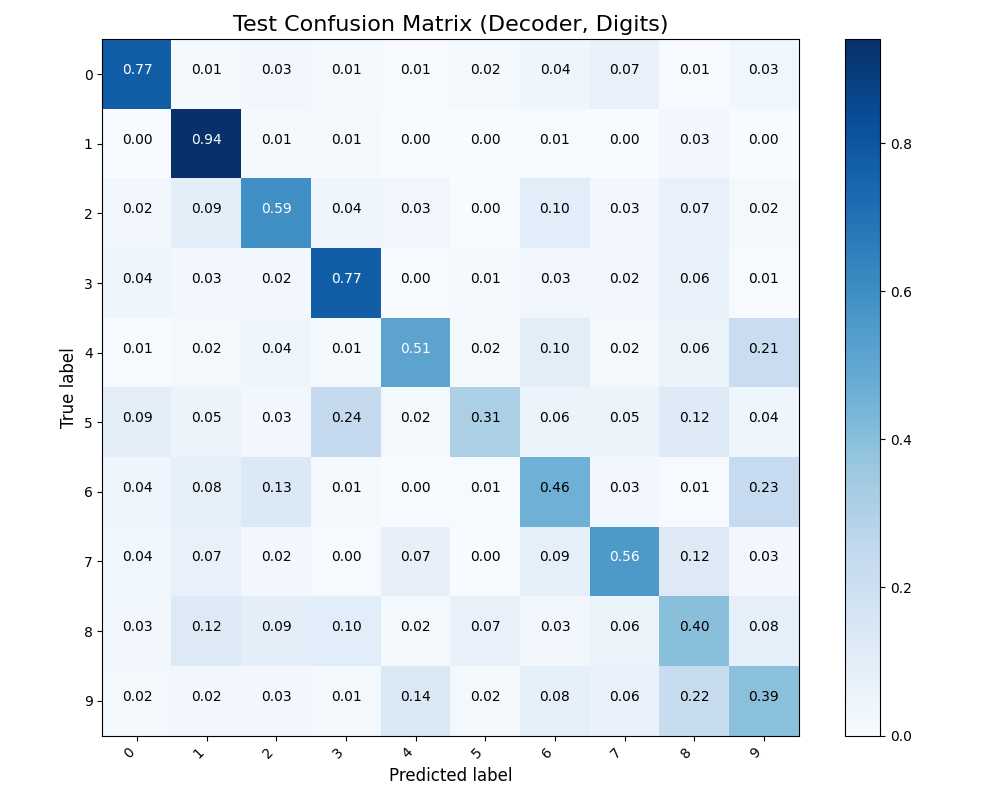 Test Confusion Matrix (Decoder, Digits)
0 0.77 0.01 0.03 0.01 0.01 0.02 0.04 0.07 0.01 0.03
1 0.00 0.94 0.01 0.01 0.00 0.00 0.01 0.00 0.03 0.00
2 0.02 0.09 0.59 0.04 0.03 0.00 0.10 0.03 0.07 0.02
3 0.04 0.03 0.02 0.77 0.00 0.01 0.03 0.02 0.06 0.01
4 0.01 0.02 0.04 0.01 0.51 0.02 0.10 0.02 0.06 0.21
5 0.09 0.05 0.03 0.24 0.02 0.31 0.06 0.05 0.12 0.04
6 0.04 0.08 0.13 0.01 0.00 0.01 0.46 0.03 0.01 0.23
7 0.04 0.07 0.02 0.00 0.07 0.00 0.09 0.56 0.12 0.03
8 0.03 0.12 0.09 0.10 0.02 0.07 0.03 0.06 0.40 0.08
9 0.02 0.02 0.03 0.01 0.14 0.02 0.08 0.06 0.22 0.39
0 1 2 3 4 5 6 7 8 9
Predicted label
True label
0.8
0.6
0.4
0.2
0.0